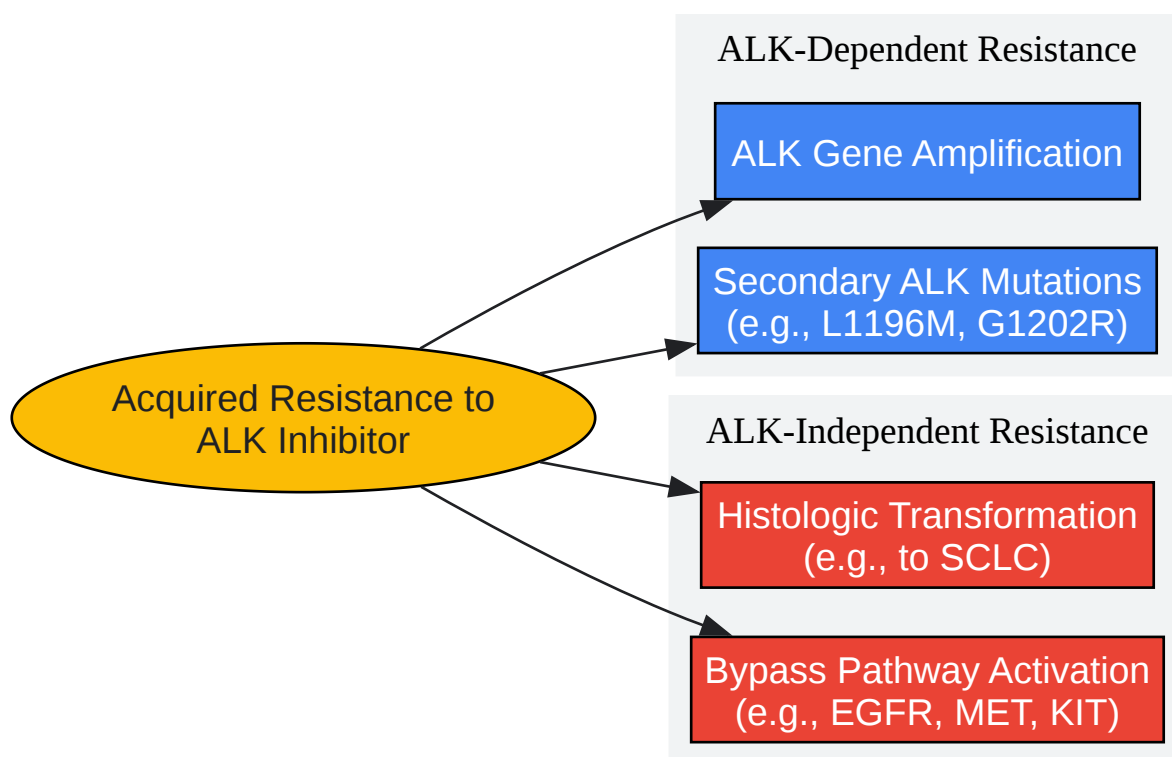 ALK-Dependent Resistance
ALK Gene Amplification
Secondary ALK Mutations
(e.g., L1196M, G1202R)
Acquired Resistance to
ALK Inhibitor
ALK-Independent Resistance
Histologic Transformation
(e.g., to SCLC)
Bypass Pathway Activation
(e.g., EGFR, MET, KIT)